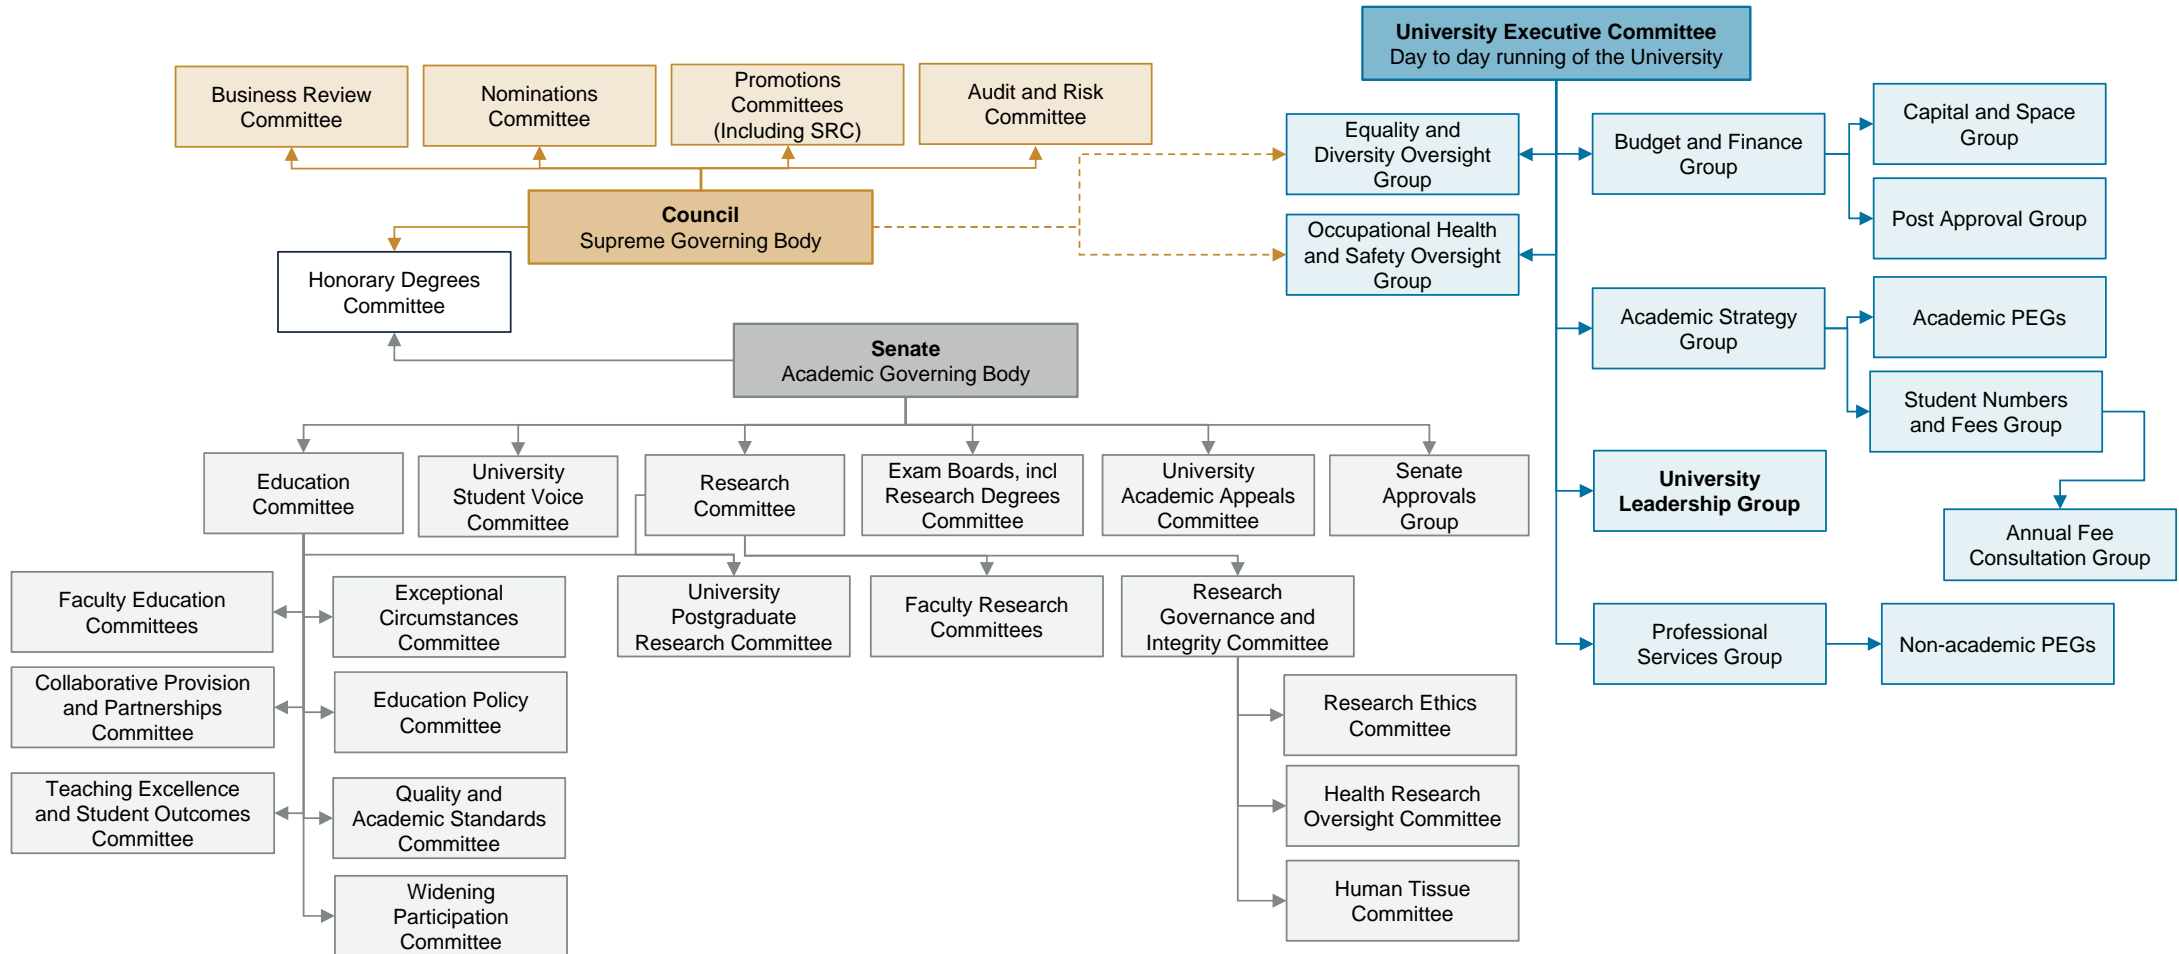 University Executive Committee
Day to day running of the University
Business Review
Committee
Nominations
Committee
Promotions
Committees
(Including SRC)
Audit and Risk
Committee
Equality and
Diversity Oversight
Group
Budget and Finance
Group
Capital and Space
Group
Post Approval Group
Council
Supreme Governing Body
Occupational Health
and Safety Oversight
Group
Honorary Degrees
Committee
Academic Strategy
Group
Academic PEGs
Senate
Academic Governing Body
Student Numbers
and Fees Group
Education
Committee
University
Student Voice
Committee
Research
Committee
Exam Boards, incl
Research Degrees
Committee
University
Academic Appeals
Committee
Senate
Approvals
Group
University
Leadership Group
Annual Fee
Consultation Group
Faculty Education
Committees
Exceptional
Circumstances
Committee
University
Postgraduate
Research Committee
Faculty Research
Committees
Research
Governance and
Integrity Committee
Professional
Services Group
Non-academic PEGs
Collaborative Provision
and Partnerships
Committee
Education Policy
Committee
Research Ethics
Committee
Teaching Excellence
and Student Outcomes
Committee
Quality and
Academic Standards
Committee
Health Research
Oversight Committee
Widening
Participation
Committee
Human Tissue
Committee